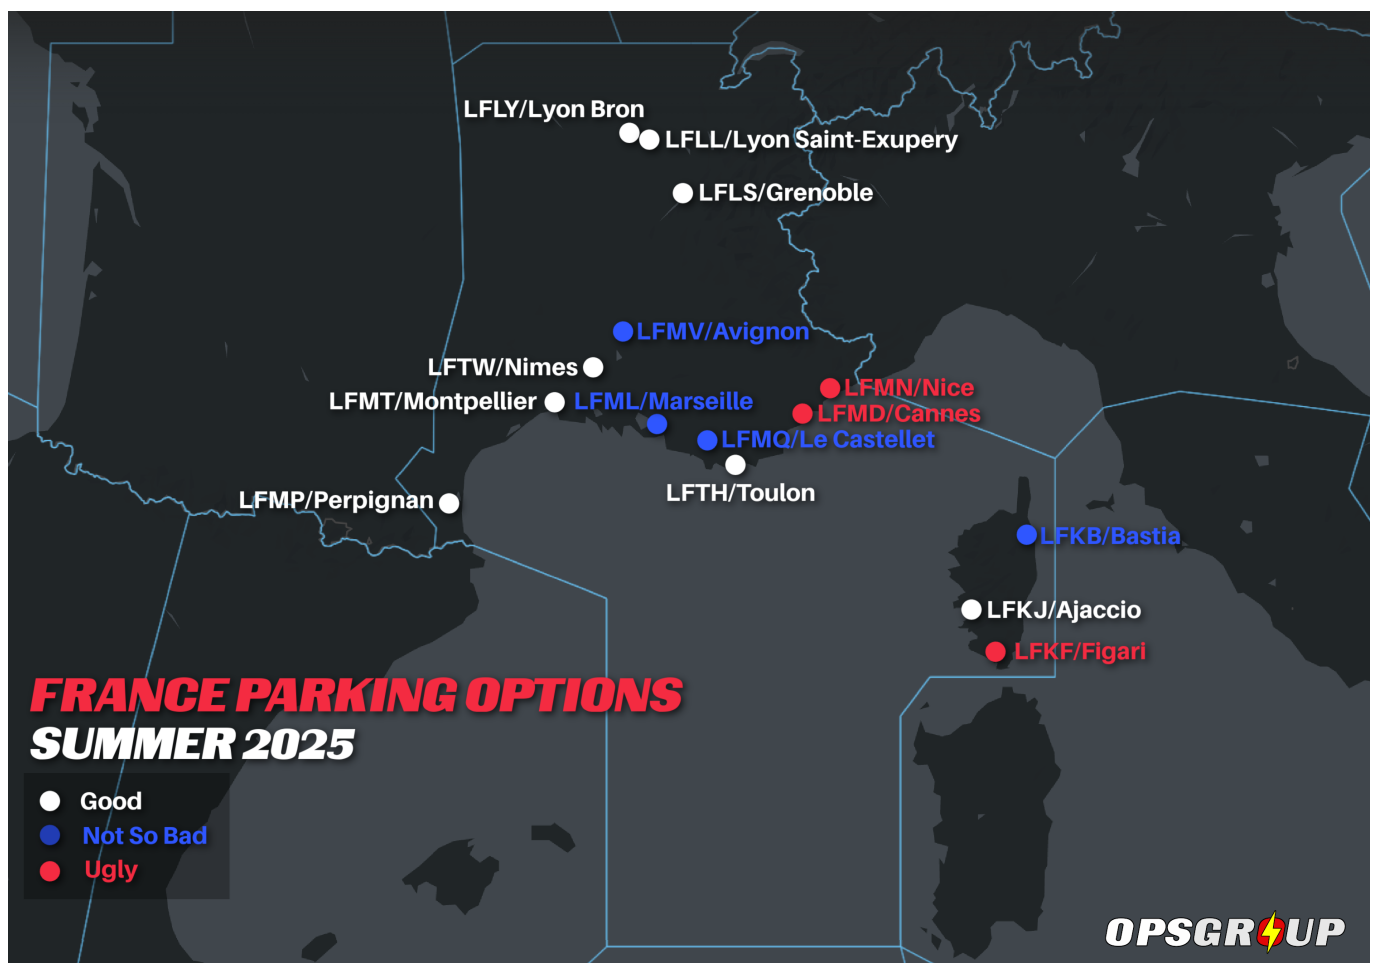 LFLY/Lyon Bron
LFLL/Lyon Saint-Exupery
LFLS/Grenoble
LFMV/Avignon
LFTW/Nimes
LFMT/Montpellier
LFML/Marseille
LFMN/Nice
LFMD/Cannes
LFMQ/Le Castellet
LFTH/Toulon
LFMP/Perpignan
LFKB/Bastia
LFKJ/Ajaccio
LFKF/Figari
FRANCE PARKING OPTIONS
SUMMER 2025
Good
Not So Bad
Ugly
OPSGROUP